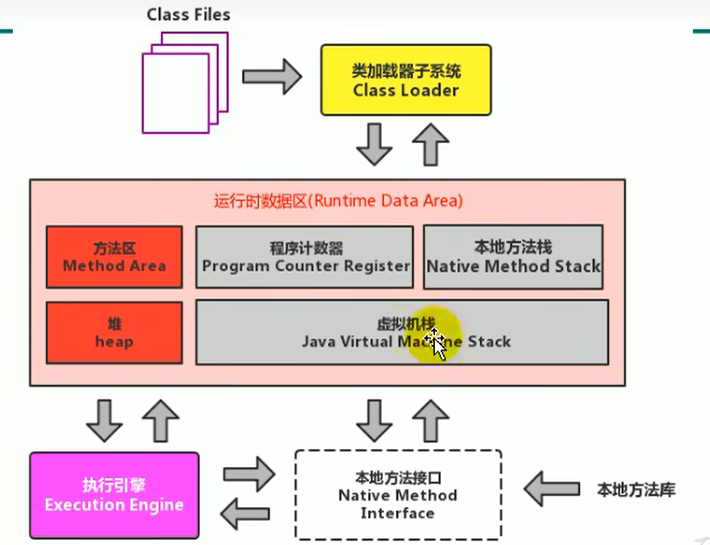 Class Files
类加载器子系统
Class Loader
运行时数据区(Runtime Data Area)
方法区
Method Area
程序计数器
Program Counter Register
本地方法栈
Native Method Stack
堆
heap
虚拟机栈
Java Virtual Machine Stack
执行引擎
Execution Engine
本地方法接口
Native Method
Interface
本地方法库